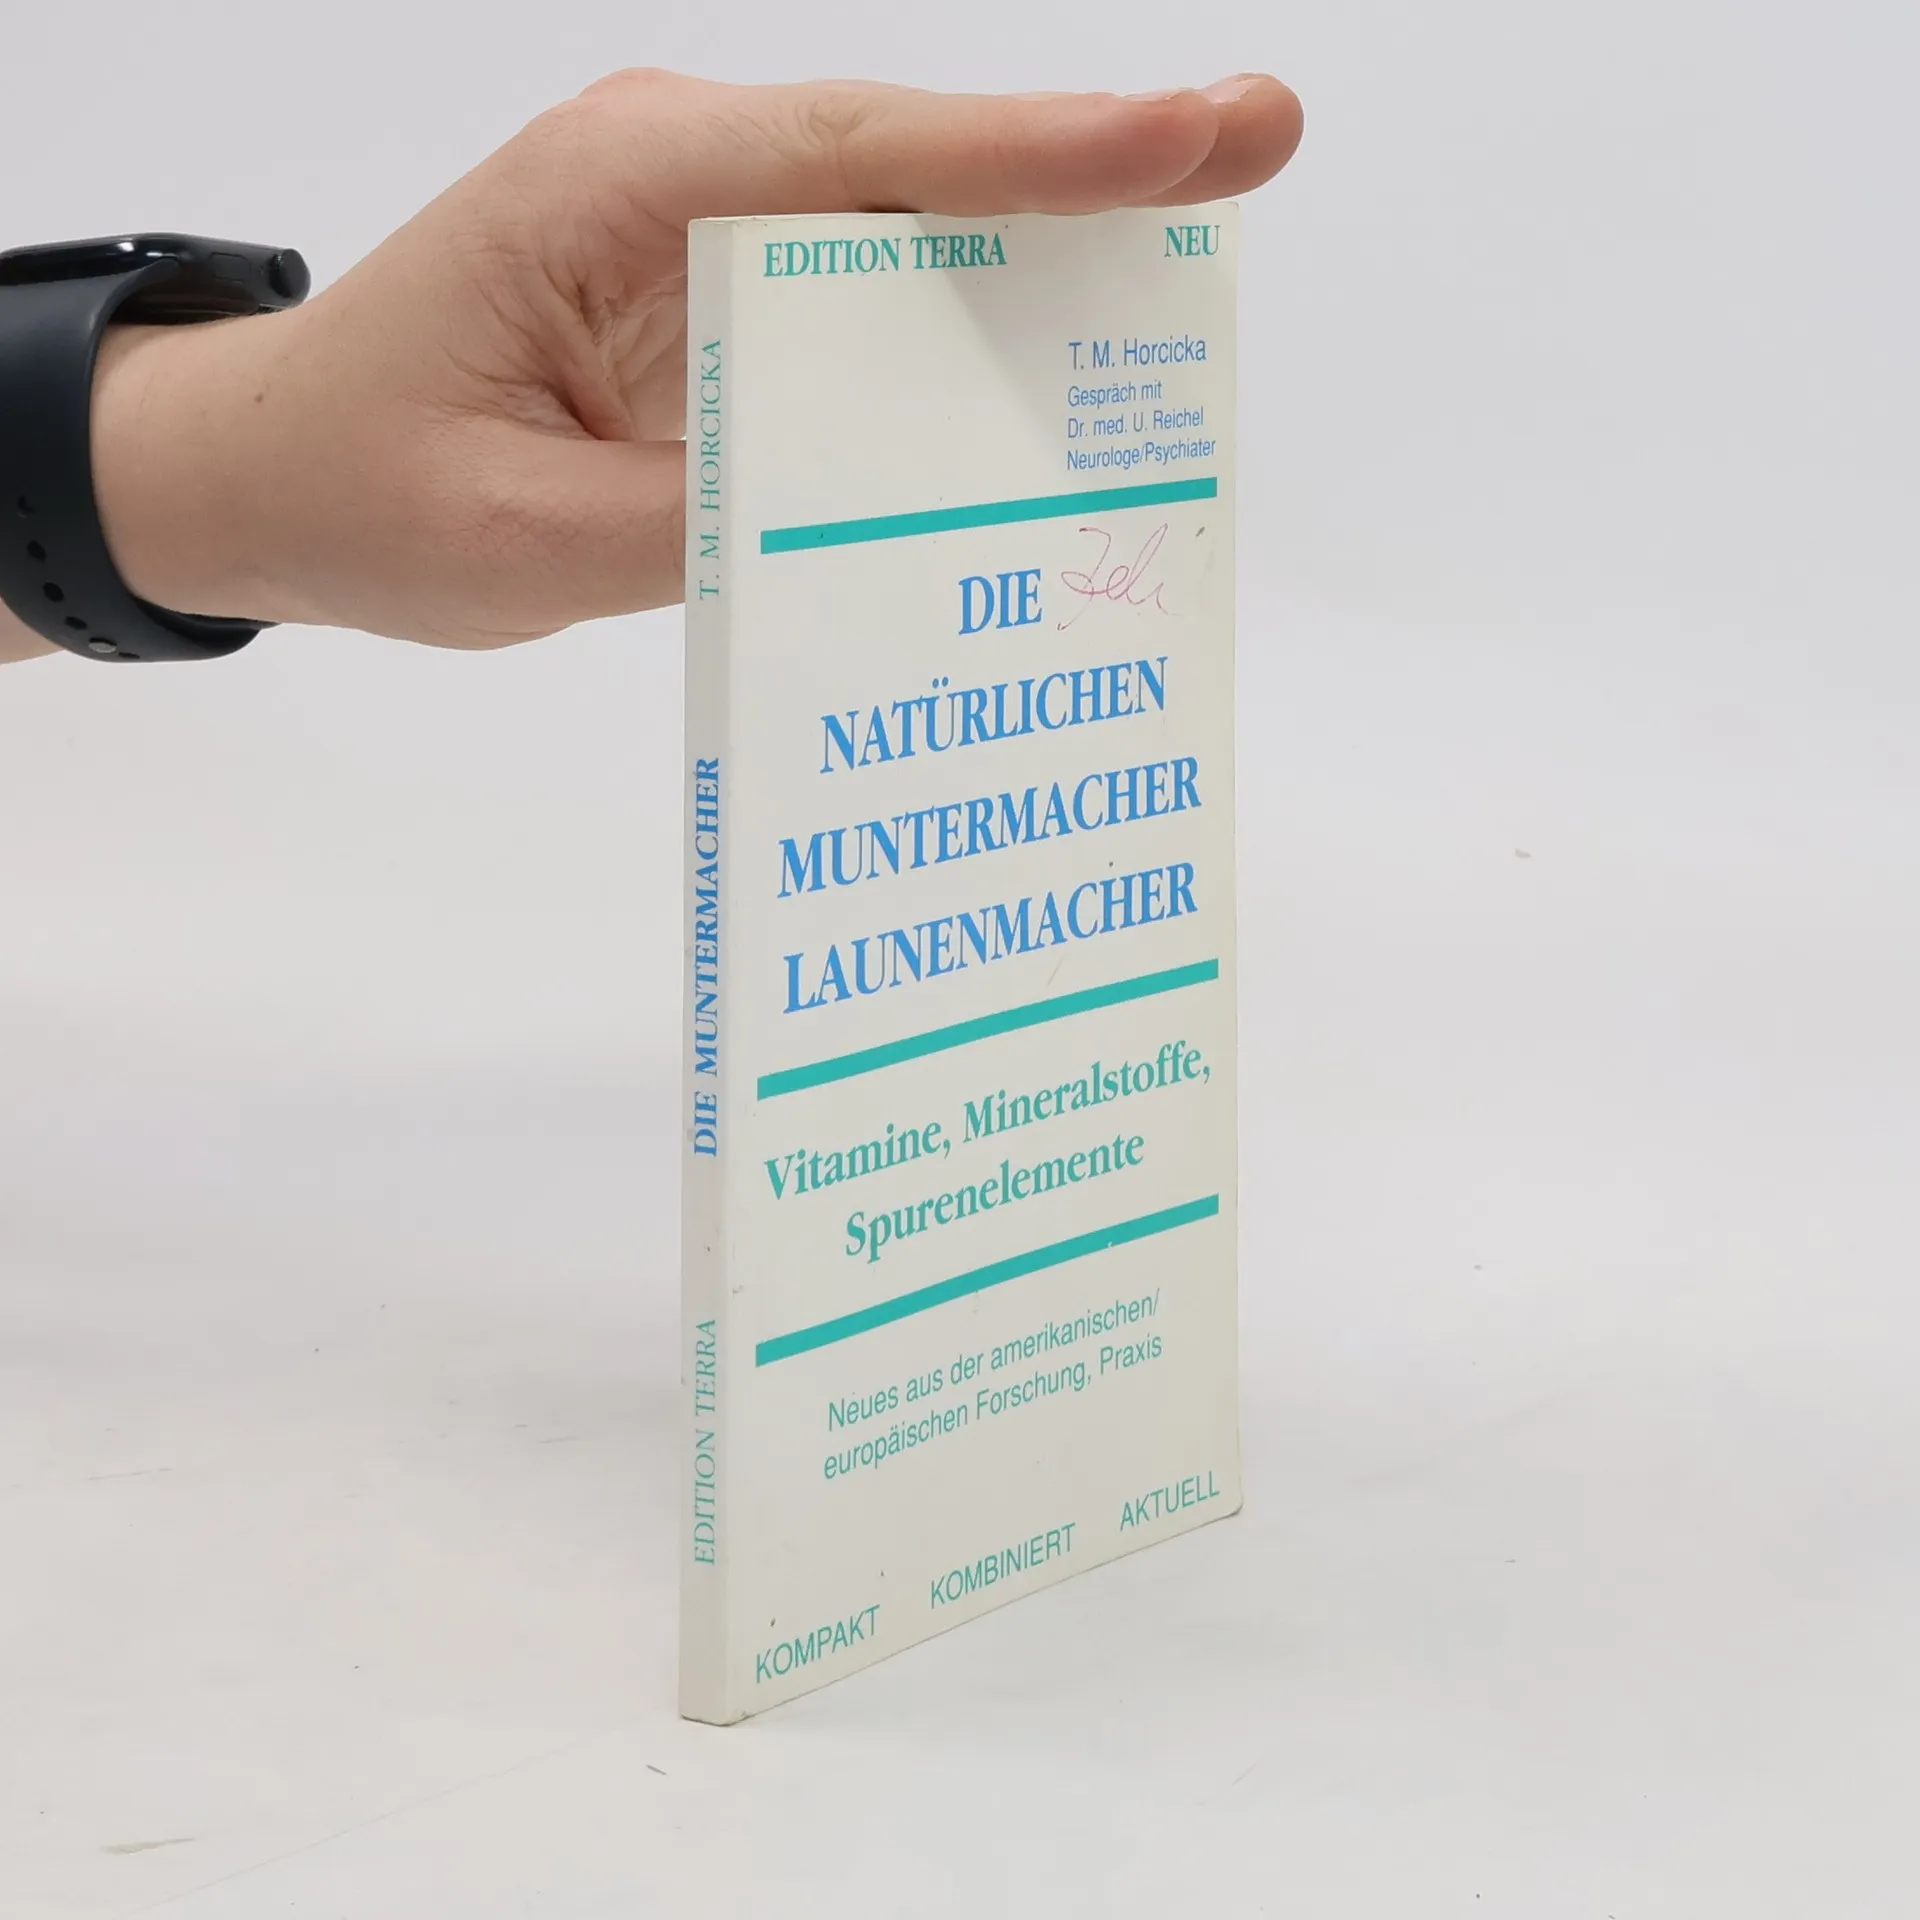 EDITION TERRA NEU
T. M. Horcicka
Gespräch mit
Dr. med. U. Reichel
Neurologe/Psychiater
DIE
NATÜRLICHEN
MUNTERMACHER
LAUNENMACHER
Vitamine, Mineralstoffe,
Spurenelemente
Neues aus der amerikanischen/
europäischen Forschung, Praxis
KOMPAKT KOMBINIERT AKTUELL
EDITION TERRA DIE MUNTERMACHER T. M. HORCICKA